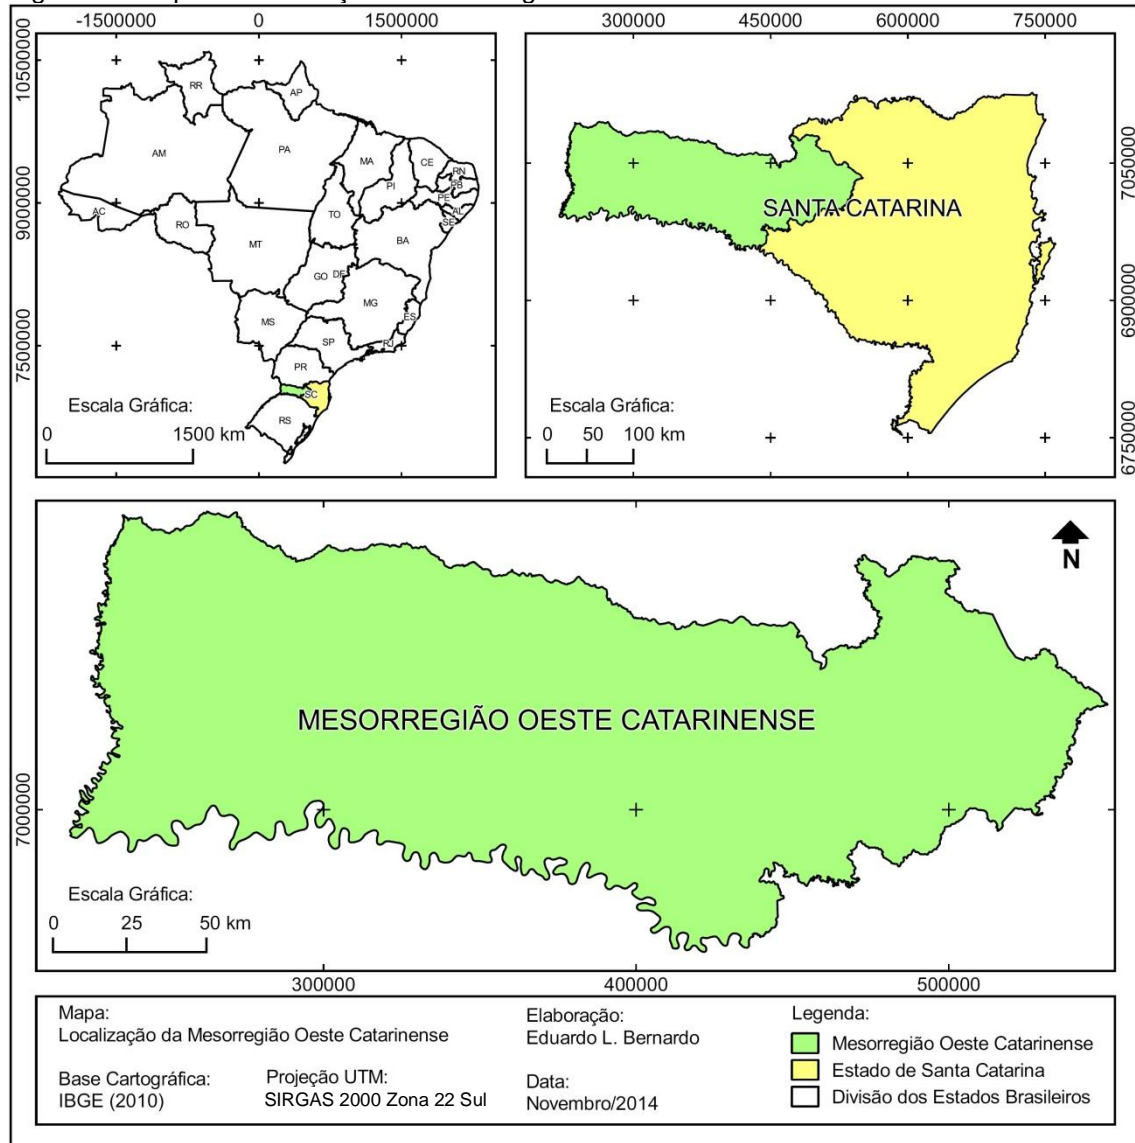 -1500000 0 1500000
10500000
9000000
7500000
RR
AP
AM
PA
MA
CE
RN
PB
PI
PE
AL
SE
AC
RO
TO
BA
MT
GO
DF
MG
ES
MS
SP
RJ
PR
SC
RS
Escala Gráfica:
0 1500 km
300000 450000 600000 750000
7050000
6900000
6750000
SANTA CATARINA
Escala Gráfica:
0 50 100 km
N
MESORREGIÃO OESTE CATARINENSE
7000000
Escala Gráfica:
0 25 50 km
300000 400000 500000
Mapa:
Localização da Mesorregião Oeste Catarinense
Base Cartográfica:
IBGE (2010)
Projeção UTM:
SIRGAS 2000 Zona 22 Sul
Elaboração:
Eduardo L. Bernardo
Data:
Novembro/2014
Legenda:
Mesorregião Oeste Catarinense
Estado de Santa Catarina
Divisão dos Estados Brasileiros